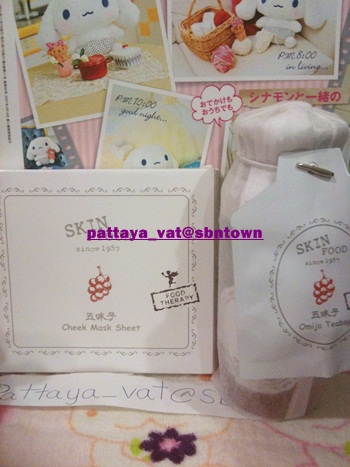 P.M.8:00
in living...
P.M.10:00
good night...
おでかけも
おうちでも
シナモンと一緒の
SKIN
since 1957
pattaya_vat@sbntown
FOOD
THERAPY
五味子
Cheek Mask Sheet
SKIN
FOOD
since 1957
五味子
Omija Teabag
Pattaya_vat@sb